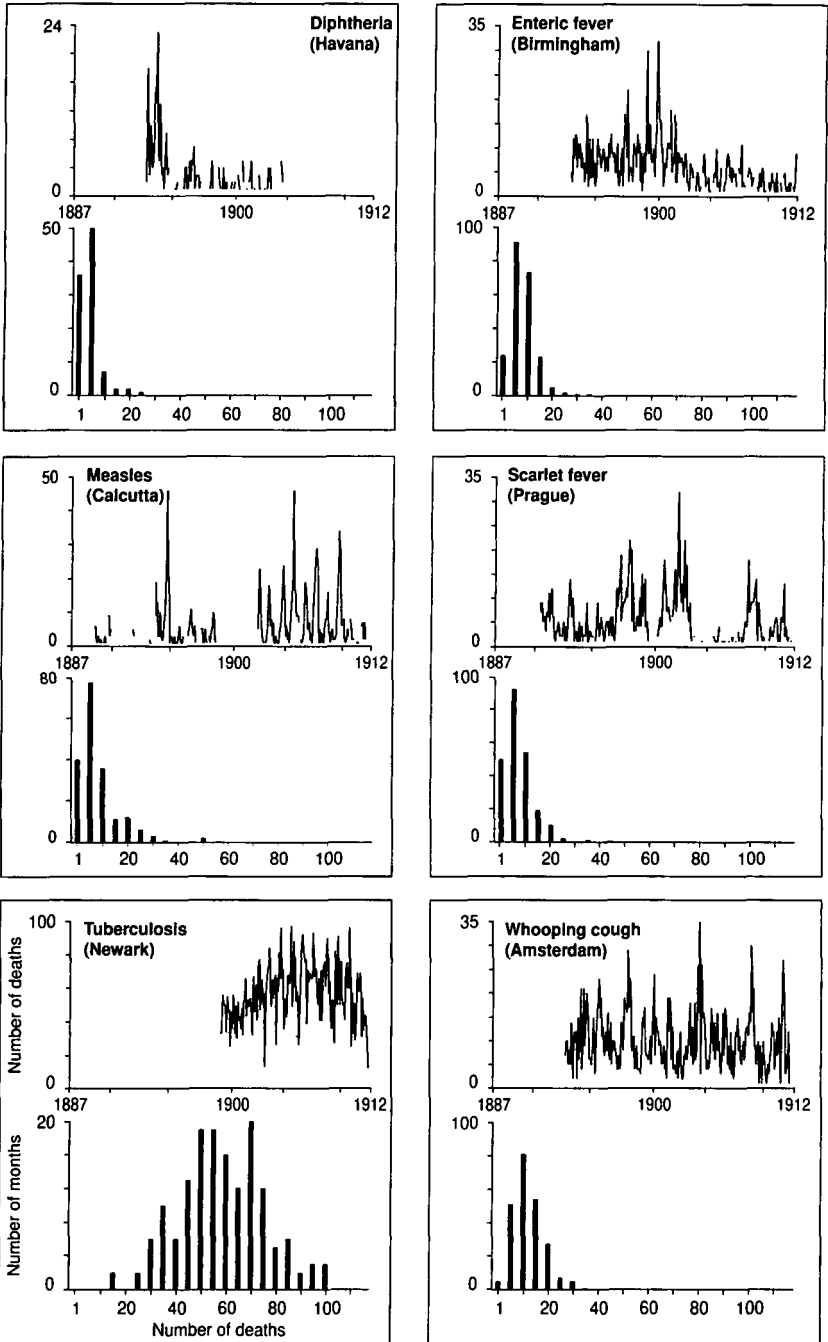 Diphtheria
(Havana)
24
0
1887 1900 1912
50
0
1 20 40 60 80 100
Enteric fever
(Birmingham)
35
0
1887 1900 1912
100
0
1 20 40 60 80 100
Measles
(Calcutta)
50
0
1887 1900 1912
80
0
1 20 40 60 80 100
Scarlet fever
(Prague)
35
0
1887 1900 1912
100
0
1 20 40 60 80 100
Tuberculosis
(Newark)
Number of deaths
100
0
1887 1900 1912
Number of months
20
0
1 20 40 60 80 100
Number of deaths
Whooping cough
(Amsterdam)
35
0
1887 1900 1912
100
0
1 20 40 60 80 100